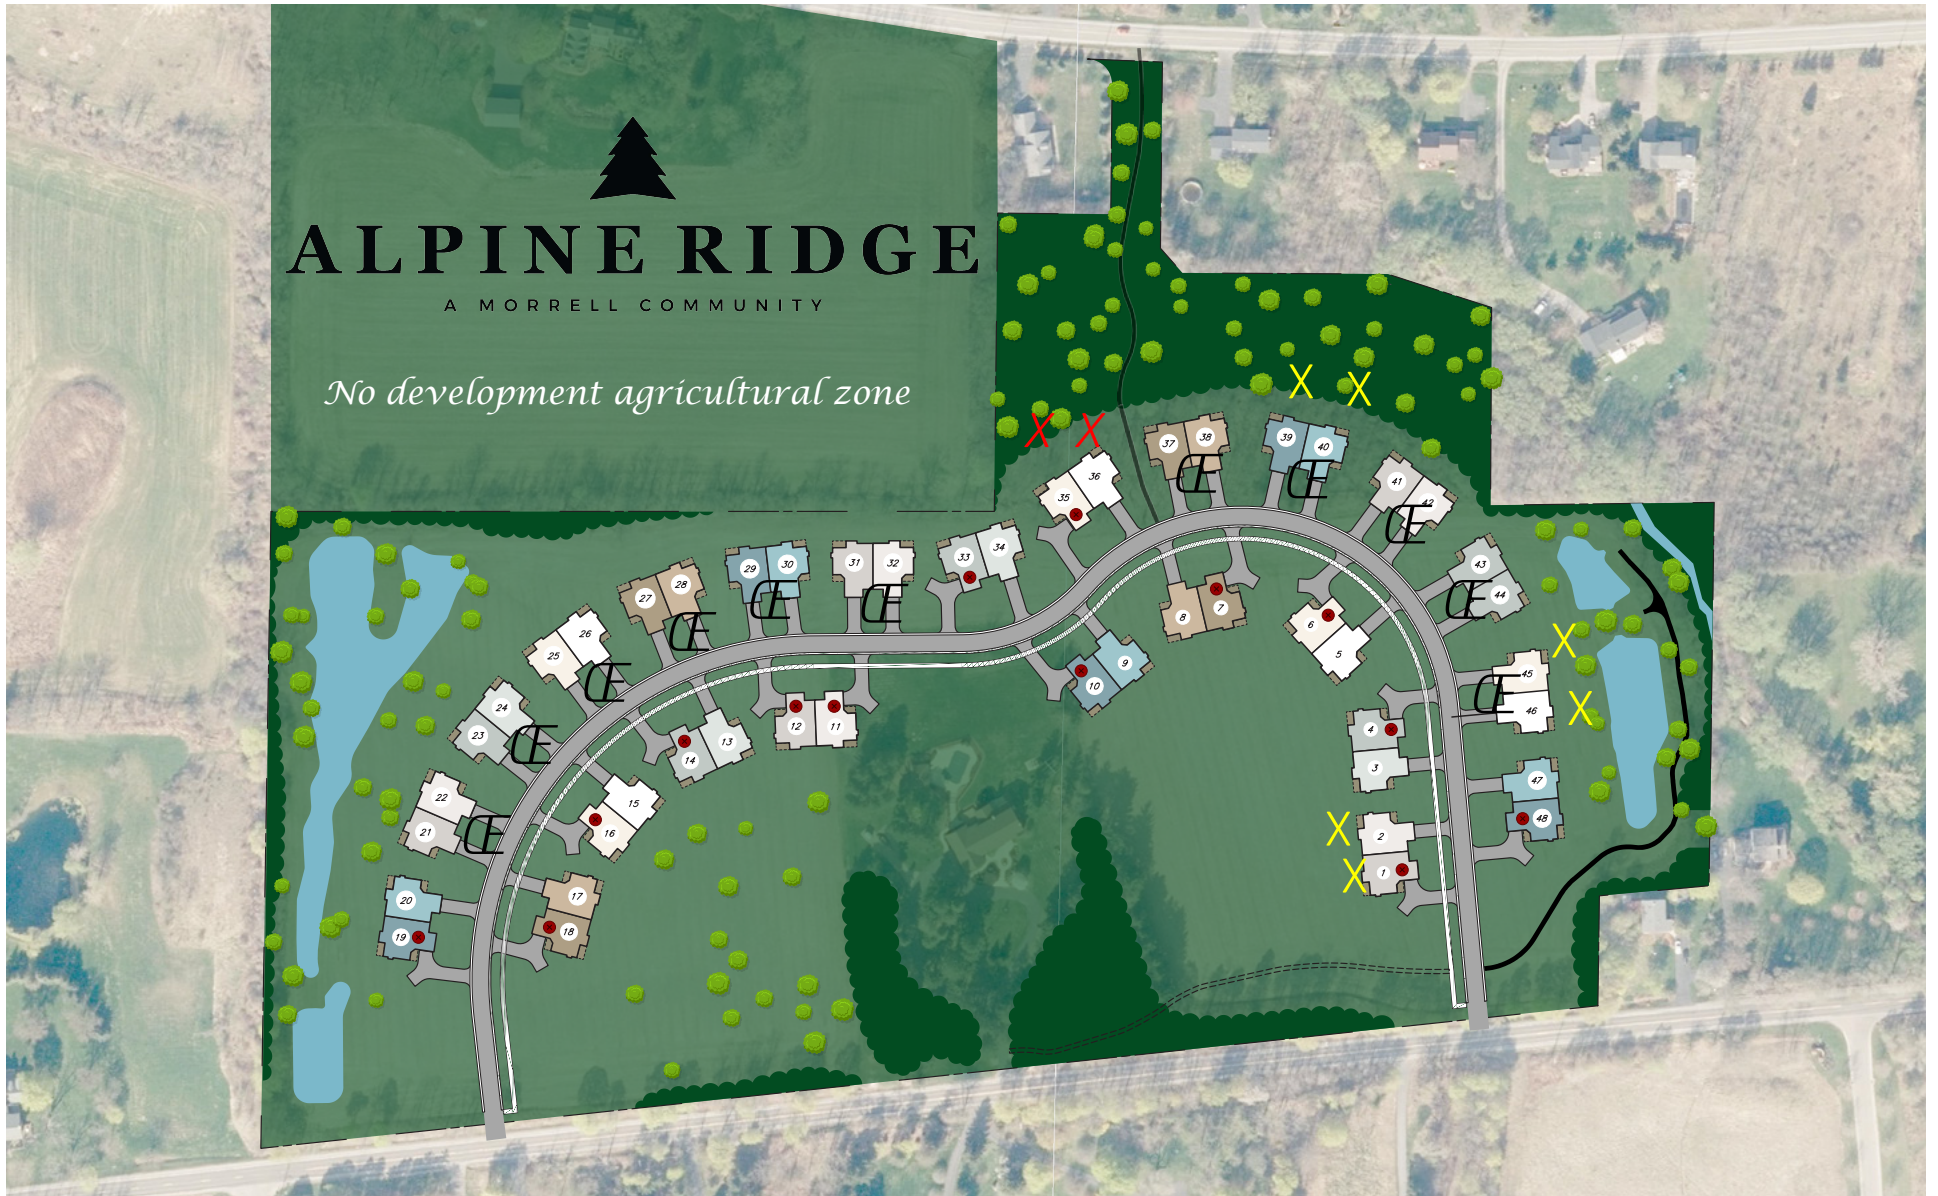 ALPINE RIDGE
A MORRELL COMMUNITY
No development agricultural zone
X X
X X
37 38 39 40
36 41
35 42
Œ Œ Œ
33 34 43
31 32 44
29 30 Œ
27 28 Œ Œ
7 8
6 5
25 26 Œ
9 10
45 46 Œ
X X
Œ
24 23 Œ
13 14
12 11
4 3
47 48
22 21 Œ
15 16
2 1
X X
20 19
17 18